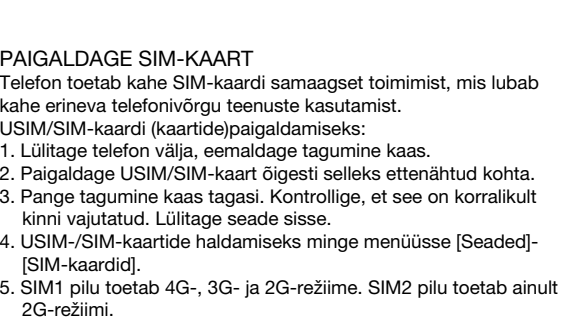 PAIGALDAGE SIM-KAART
Telefon toetab kahe SIM-kaardi samaagset toimimist, mis lubab
kahe erineva telefonivõrgu teenuste kasutamist.
USIM/SIM-kaardi (kaartide)paigaldamiseks:
1. Lülitage telefon välja, eemaldage tagumine kaas.
2. Paigaldage USIM/SIM-kaart õigesti selleks ettenähtud kohta.
3. Pange tagumine kaas tagasi. Kontrollige, et see on korralikult
kinni vajutatud. Lülitage seade sisse.
4. USIM-/SIM-kaartide haldamiseks minge menüüsse [Seaded]-
[SIM-kaardid].
5. SIM1 pilu toetab 4G-, 3G- ja 2G-režiime. SIM2 pilu toetab ainult
2G-režiimi.